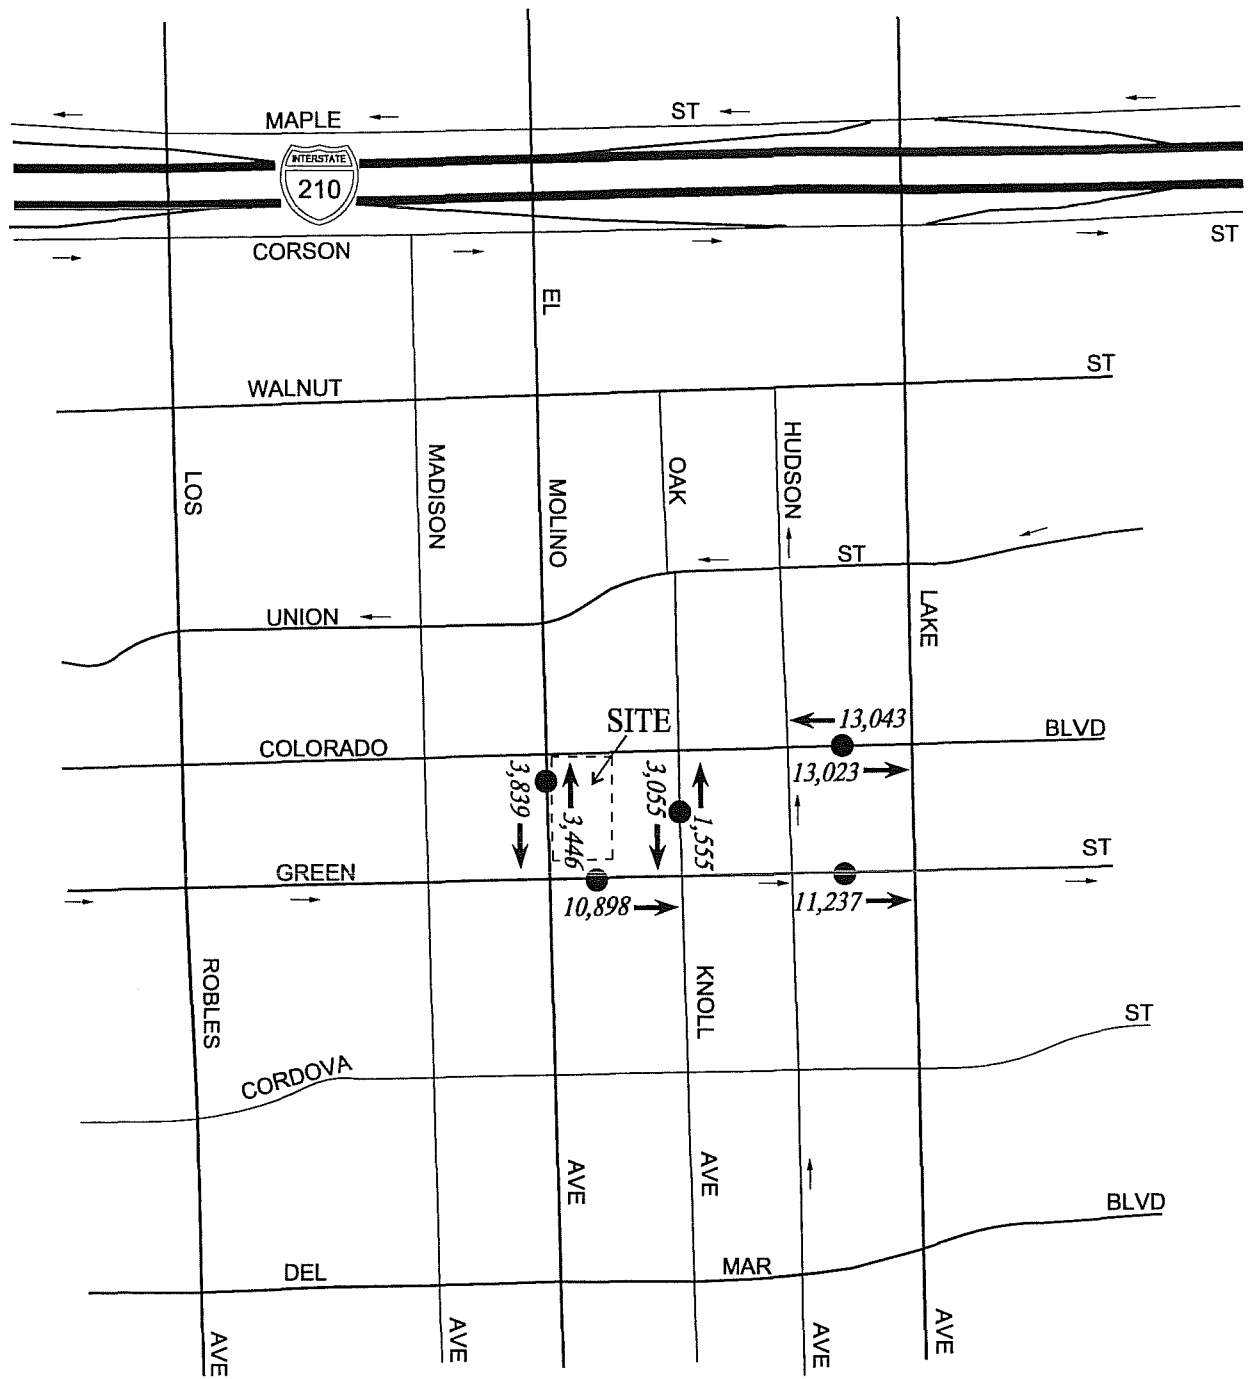 MAPLE
ST
INTERSTATE
210
CORSON
ST
EL
WALNUT
ST
LOS
MADISON
MOLINO
OAK
HUDSON
ST
UNION
LAKE
SITE
13,043
COLORADO
BLVD
13,023
3,839
3,446
3,055
1,555
GREEN
ST
10,898
11,237
ROBLES
KNOLL
ST
CORDOVA
AVE
AVE
BLVD
DEL
MAR
AVE
AVE
AVE
AVE